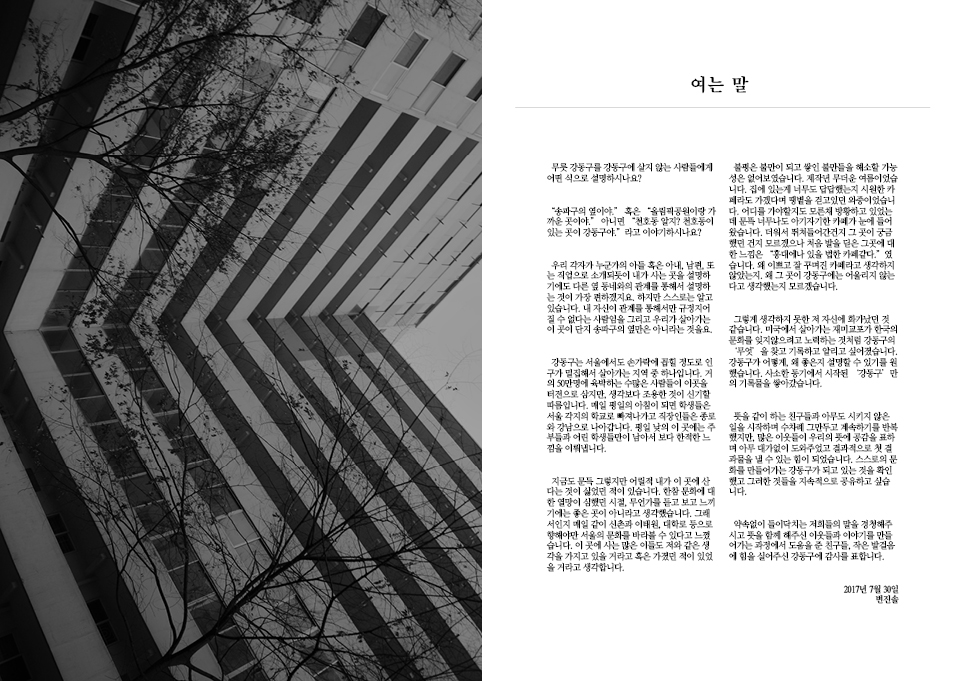 여는 말
무릇 강동구를 강동구에 살지 않는 사람들에게
어떤 식으로 설명하시나요?
“송파구의 옆이야.” 혹은 “올림픽공원이랑 가
까운 곳이야.” 아니면 “천호동 알지? 천호동이
있는 곳이 강동구야.” 라고 이야기하시나요?
우리 각자가 누군가의 아들 혹은 아내, 남편, 또
는 직업으로 소개되듯이 내가 사는 곳을 설명하
기에도 다른 옆 동네와의 관계를 통해서 설명하
는 것이 가장 편하겠지요. 하지만 스스로는 알고
있습니다. 내 자신이 관계를 통해서만 규정지어
질 수 없다는 사람임을 그리고 우리가 살아가는
이 곳이 단지 송파구의 옆만은 아니라는 것을요.
강동구는 서울에서도 손가락에 꼽힐 정도로 인
구가 밀집해서 살아가는 지역 중 하나입니다. 거
의 50만명에 육박하는 수많은 사람들이 이곳을
터전으로 삼지만, 생각보다 조용한 것이 신기할
따름입니다. 매일 평일의 아침이 되면 학생들은
서울 각지의 학교로 빠져나가고 직장인들은 종로
와 강남으로 나아갑니다. 평일 낮의 이 곳에는 주
부들과 어린 학생들만이 남아서 보다 한적한 느
낌을 이뤄냅니다.
지금도 문득 그렇지만 어릴적 내가 이 곳에 산
다는 것이 싫었던 적이 있습니다. 한참 문화에 대
한 열망이 심했던 시절, 무언가를 듣고 보고 느끼
기에는 좋은 곳이 아니라고 생각했습니다. 그래
서인지 매일 같이 신촌과 이태원, 대학로 등으로
향해야만 서울의 문화를 바라볼 수 있다고 느꼈
습니다. 이 곳에 사는 많은 이들도 저와 같은 생
각을 가지고 있을 거라고 혹은 가졌던 적이 있었
을 거라고 생각합니다.
불평은 불만이 되고 쌓인 불만들을 해소할 가능
성은 없어보였습니다. 재작년 무더운 여름이었습
니다. 집에 있는게 너무도 답답했는지 시원한 카
페라도 가겠다며 땡볕을 걷고있던 와중이었습니
다. 어디를 가야할지도 모른채 방황하고 있었는
데 문득 너무나도 아기자기한 카페가 눈에 들어
왔습니다. 더워서 뛰쳐들어간건지 그 곳이 궁금
했던 건지 모르겠으나 처음 발을 딛은 그곳에 대
한 느낌은 “홍대에나 있을 법한 카페같다.” 였
습니다. 왜 이쁘고 잘 꾸며진 카페라고 생각하지
않았는지, 왜 그 곳이 강동구에는 어울리지 않는
다고 생각했는지 모르겠습니다.
그렇게 생각하지 못한 저 자신에 화가났던 것
같습니다. 미국에서 살아가는 재미교포가 한국의
문화를 잊지않으려고 노력하는 것처럼 강동구의
‘무엇’을 찾고 기록하고 알리고 싶어졌습니다.
강동구가 어떻게, 왜 좋은지 설명할 수 있기를 원
했습니다. 사소한 동기에서 시작된 ‘강동구’ 만
의 기록물을 쌓아갔습니다.
뜻을 같이 하는 친구들과 아무도 시키지 않은
일을 시작하며 수차례 그만두고 계속하기를 반복
했지만, 많은 이웃들이 우리의 뜻에 공감을 표하
며 아무 대가없이 도와주었고 결과적으로 첫 결
과물을 낼 수 있는 힘이 되었습니다. 스스로의 문
화를 만들어가는 강동구가 되고 있는 것을 확인
했고 그러한 것들을 지속적으로 공유하고 싶습
니다.
약속없이 들이닥치는 저희들의 말을 경청해주
시고 뜻을 함께 해주신 이웃들과 이야기를 만들
어가는 과정에서 도움을 준 친구들, 작은 발걸음
에 힘을 실어주신 강동구에 감사를 표합니다.
2017년 7월 30일
변진솔